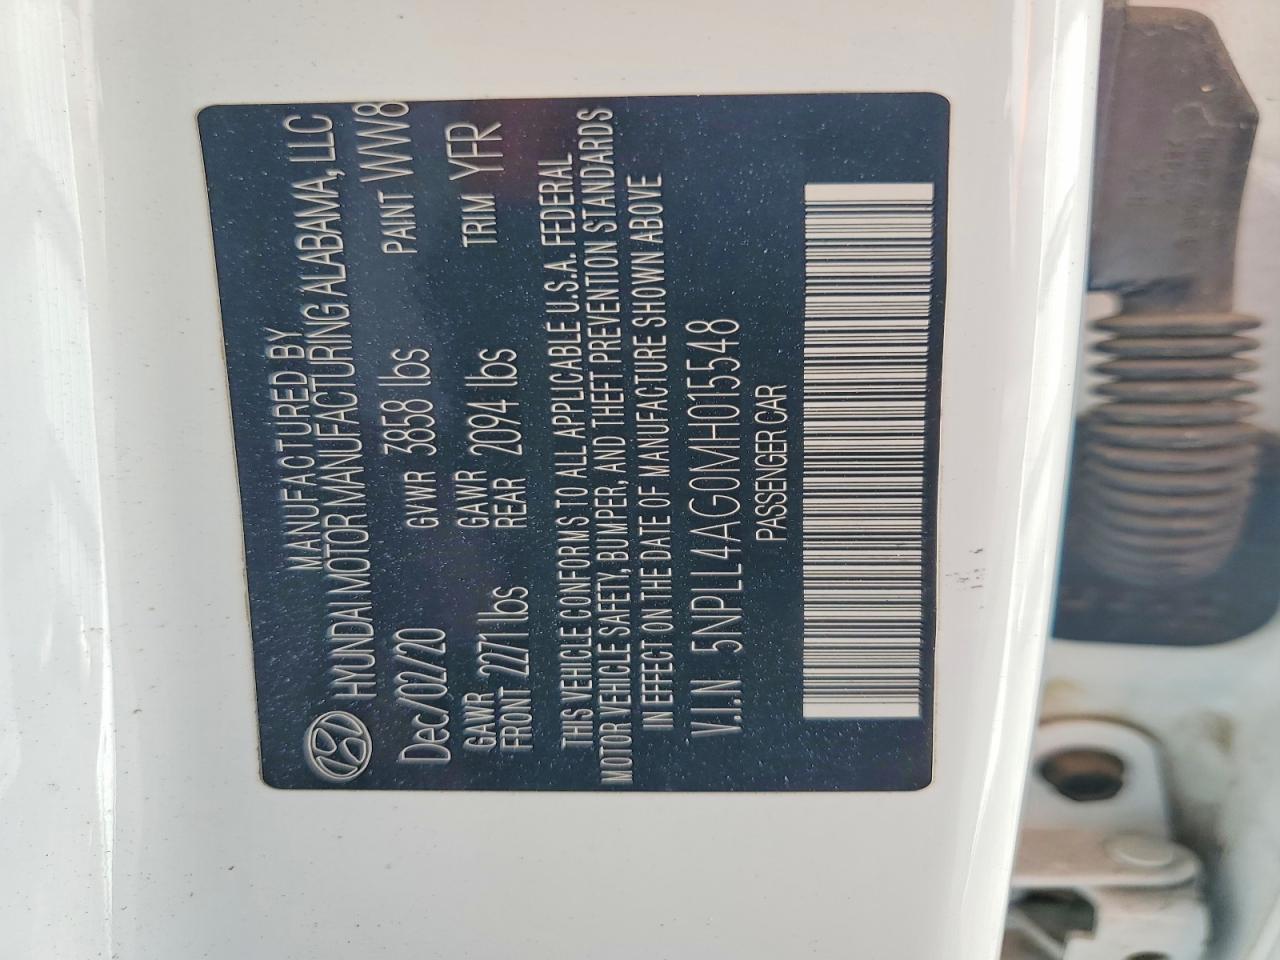 MANUFACTURED BY
HYUNDAI MOTOR MANUFACTURING ALABAMA, LLC
Dec/02/20 GVWR 3858 lbs PAINT WW8
GAWR FRONT 2271 lbs GAWR REAR 2094 lbs TRIM YFR
THIS VEHICLE CONFORMS TO ALL APPLICABLE U.S.A. FEDERAL
MOTOR VEHICLE SAFETY, BUMPER, AND THEFT PREVENTION STANDARDS
IN EFFECT ON THE DATE OF MANUFACTURE SHOWN ABOVE
V.I.N 5NPLL4AG0MH015548
PASSENGER CAR